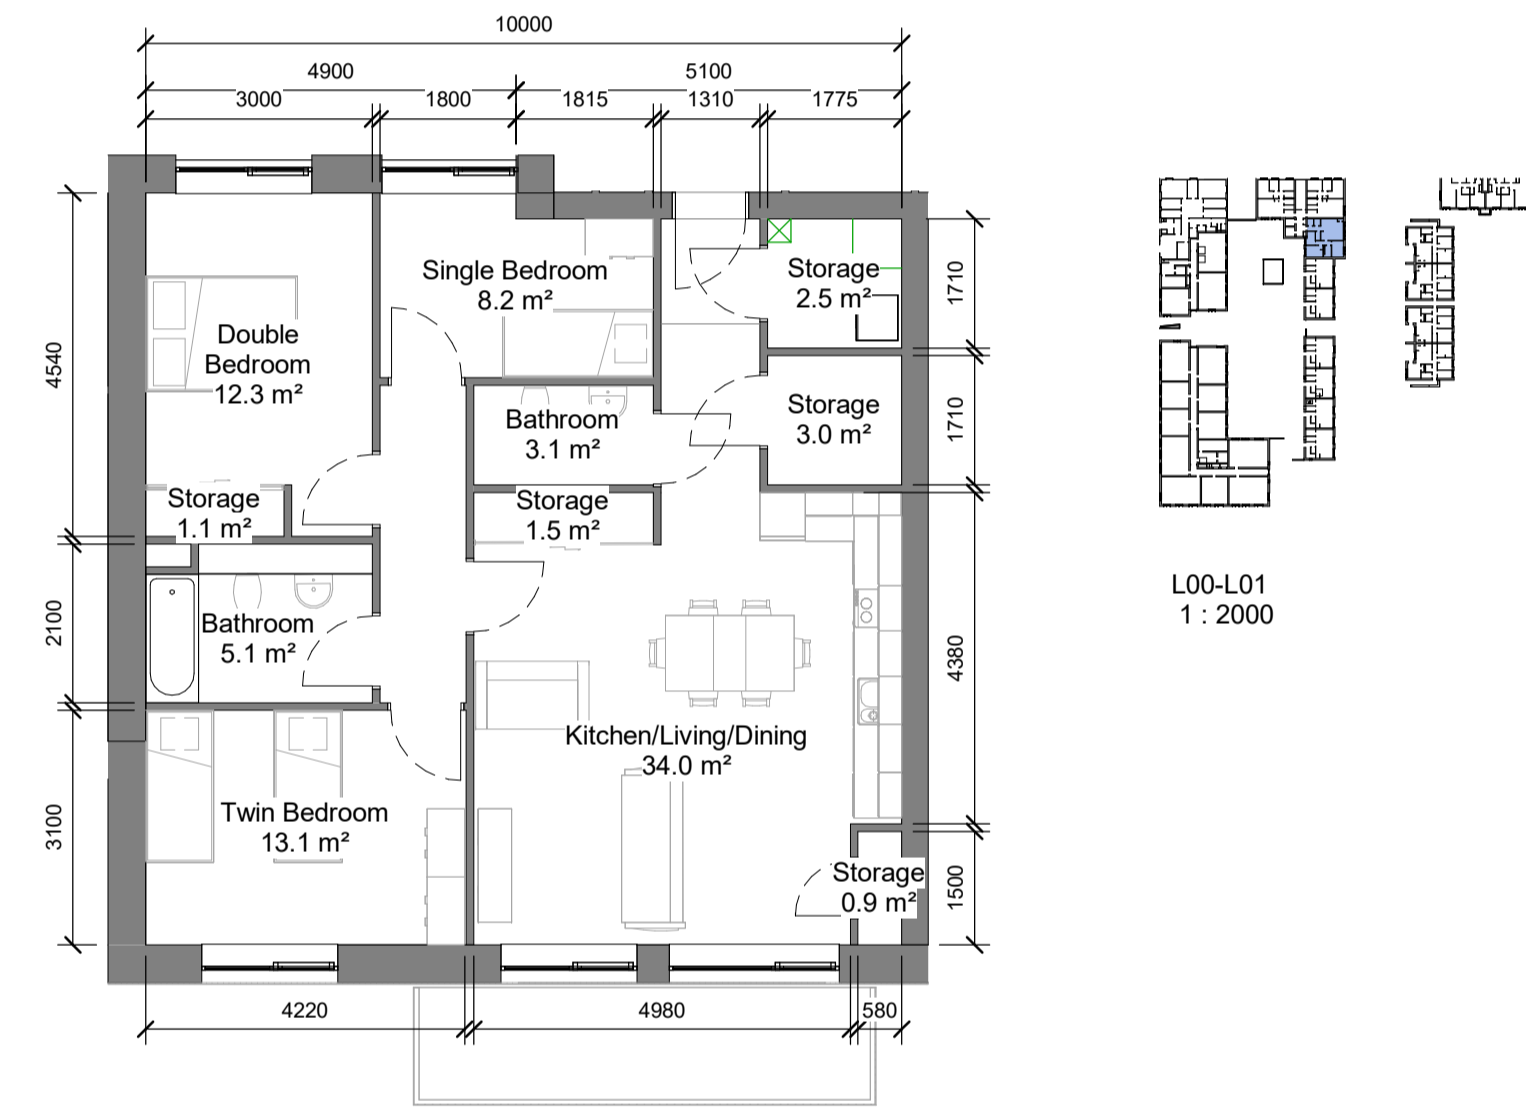 10000
4900
5100
3000
1800
1815
1310
1775
4540
2100
3100
Single Bedroom
8.2 m²
Storage
2.5 m²
1710
Double
Bedroom
12.3 m²
Bathroom
3.1 m²
Storage
3.0 m²
1710
Storage
1.1 m²
Storage
1.5 m²
Bathroom
5.1 m²
4380
Kitchen/Living/Dining
34.0 m²
Twin Bedroom
13.1 m²
Storage
0.9 m²
1500
4220
4980
580
L00-L01
1 : 2000